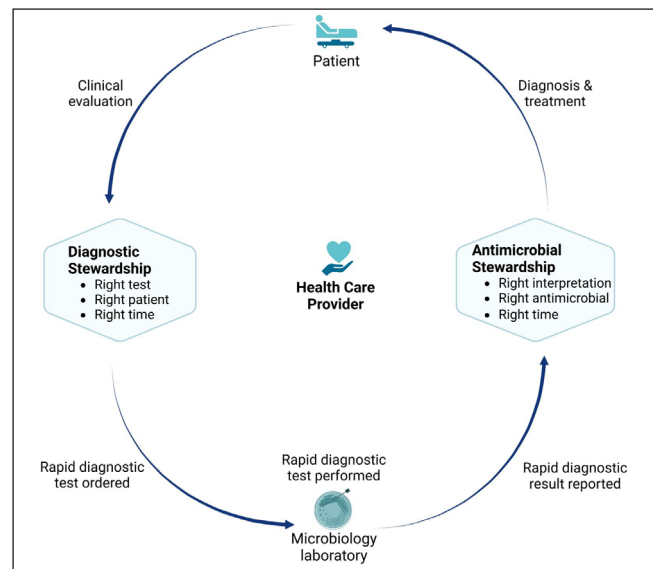 Patient
Clinical
evaluation
Diagnosis &
treatment
Diagnostic
Stewardship
• Right test
• Right patient
• Right time
Health Care
Provider
Antimicrobial
Stewardship
• Right interpretation
• Right antimicrobial
• Right time
Rapid diagnostic
test ordered
Rapid diagnostic
test performed
Microbiology
laboratory
Rapid diagnostic
result reported